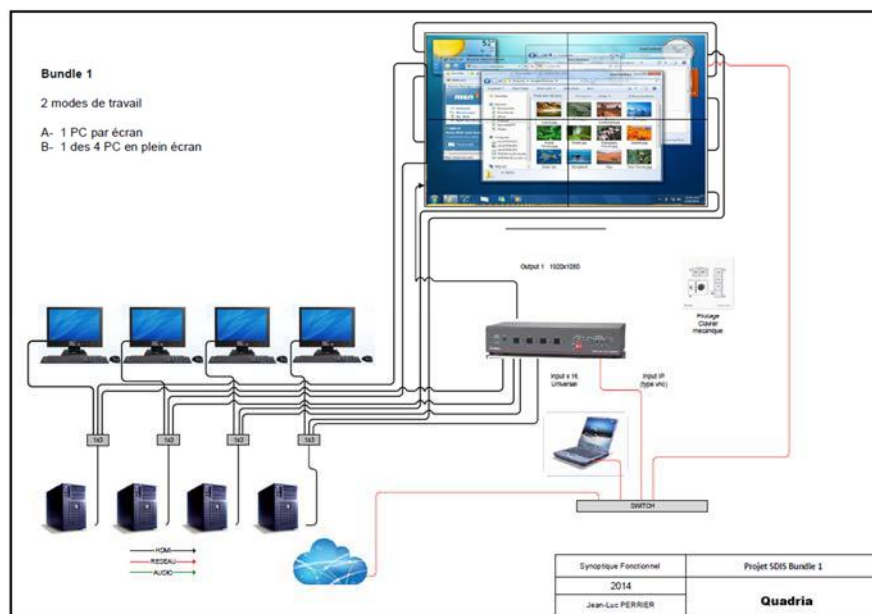 Bundle 1
2 modes de travail
A- 1 PC par écran
B- 1 des 4 PC en plein écran
Output 1 1920x1080
Pilotage
Clavier
mécanique
Input x 16
Universel
Input IP
(type vnc)
1x3
1x3
1x3
1x3
SWITCH
HDMI
RESEAU
AUDIO
Synoptique Fonctionnel
Projet SDIS Bundle 1
2014
Quadria
Jean-Luc PERRIER